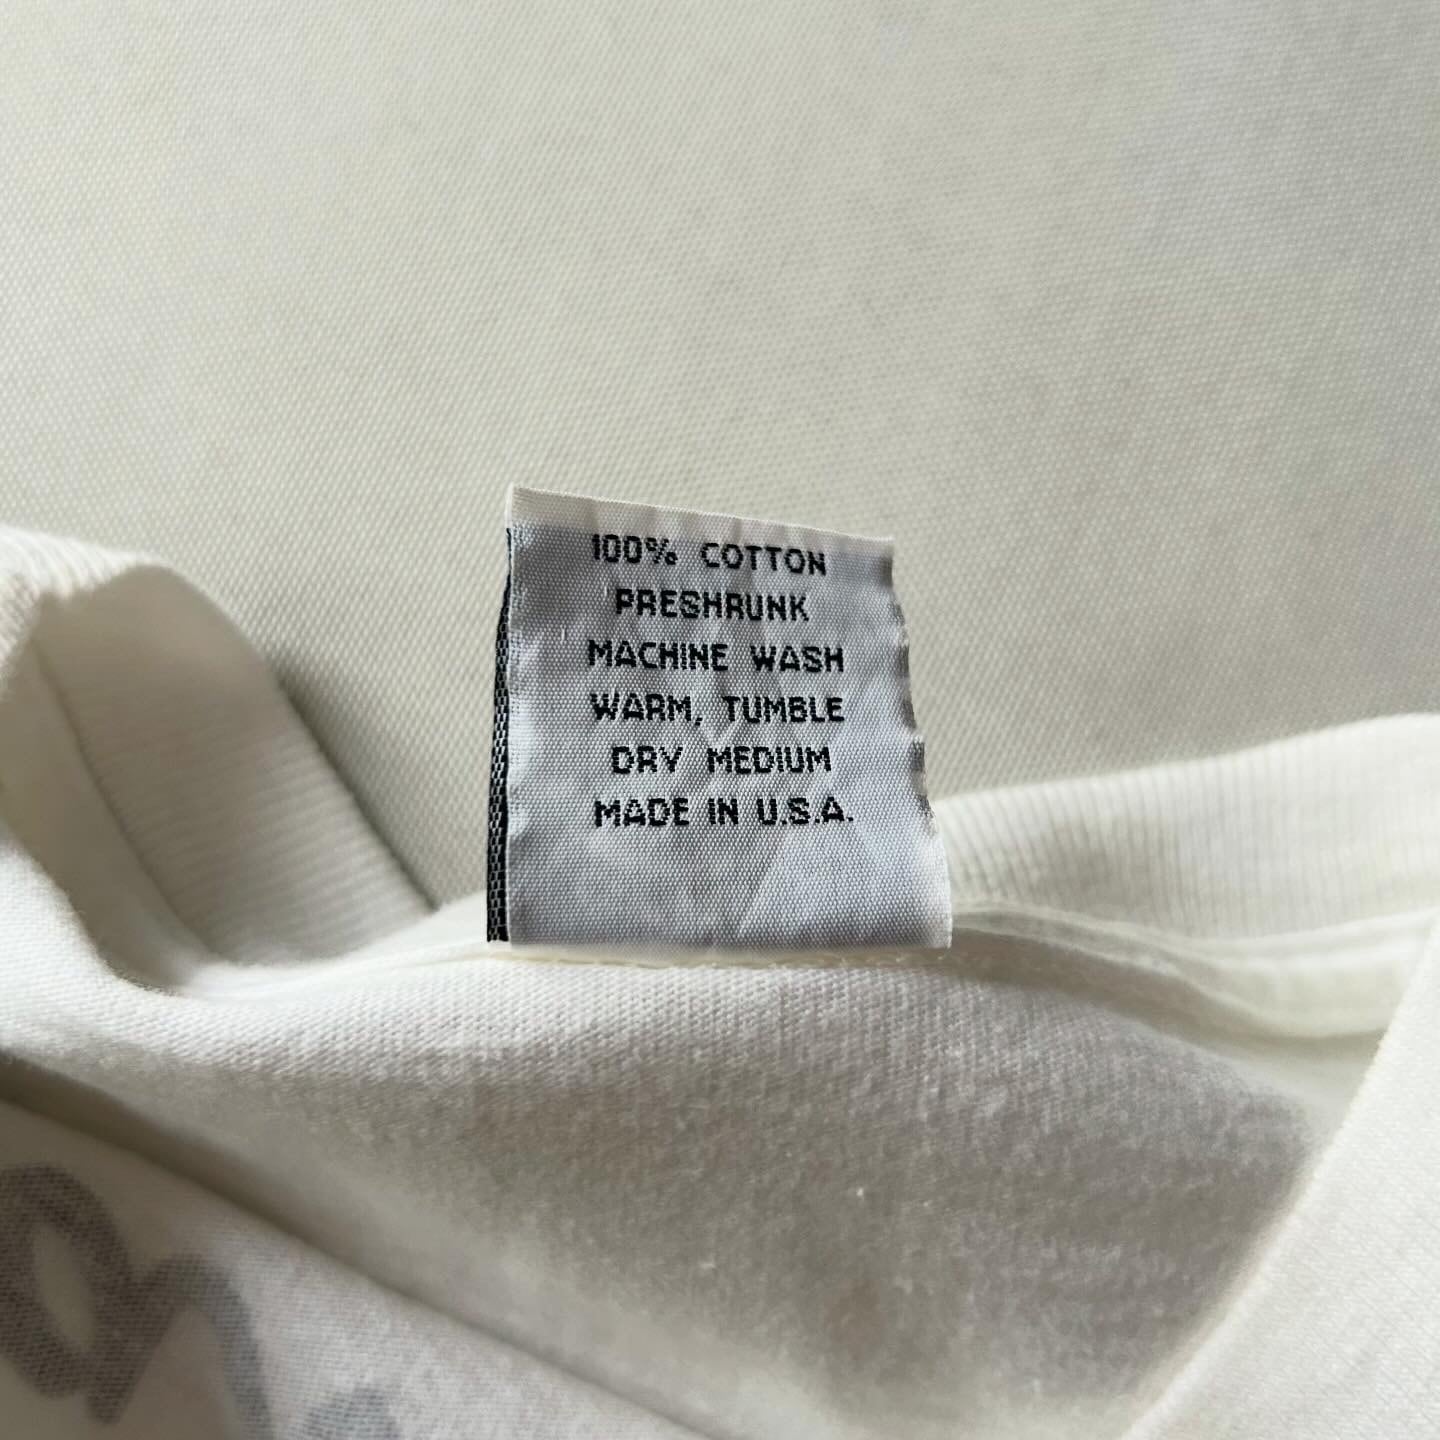 100% COTTON
PRESHRUNK
MACHINE WASH
WARM, TUMBLE
DRY MEDIUM
MADE IN U.S.A.